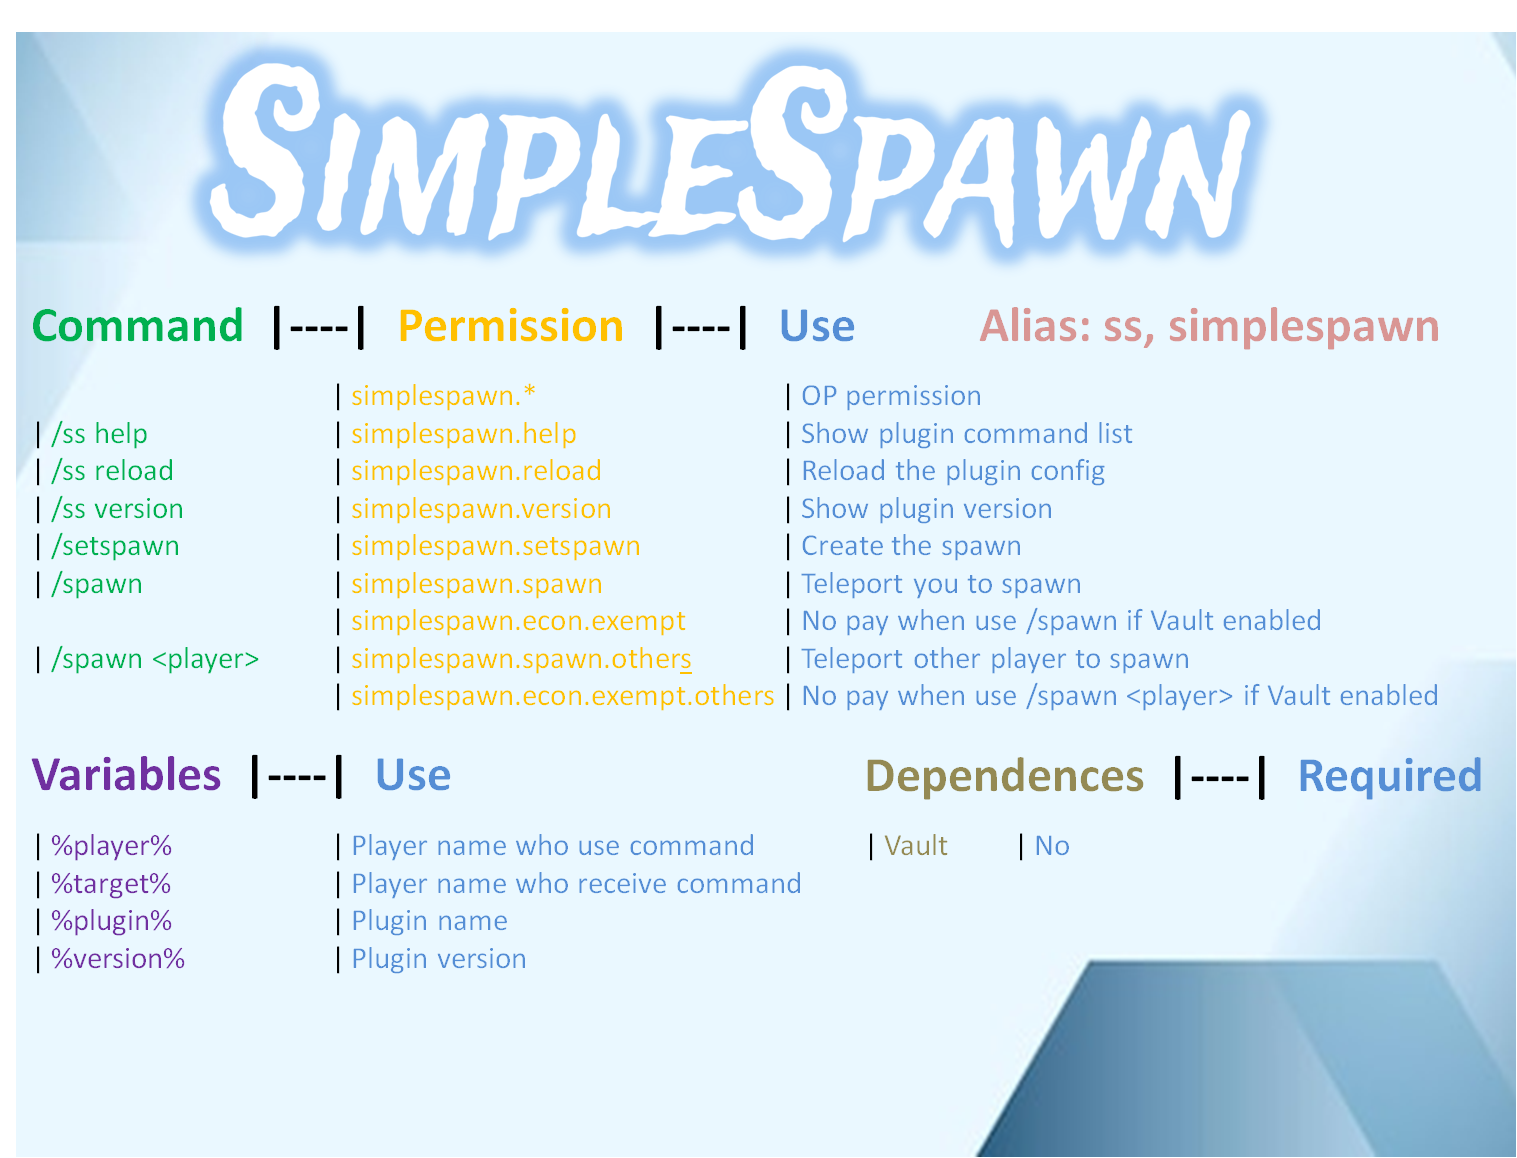 SimpleSpawn
Command |----| Permission |----| Use Alias: ss, simplespawn
| simplespawn.* | OP permission
| /ss help | simplespawn.help | Show plugin command list
| /ss reload | simplespawn.reload | Reload the plugin config
| /ss version | simplespawn.version | Show plugin version
| /setspawn | simplespawn.setspawn | Create the spawn
| /spawn | simplespawn.spawn | Teleport you to spawn
| simplespawn.econ.exempt | No pay when use /spawn if Vault enabled
| /spawn <player> | simplespawn.spawn.others | Teleport other player to spawn
| simplespawn.econ.exempt.others | No pay when use /spawn <player> if Vault enabled
Variables |----| Use
| %player% | Player name who use command
| %target% | Player name who receive command
| %plugin% | Plugin name
| %version% | Plugin version
Dependences |----| Required
| Vault | No